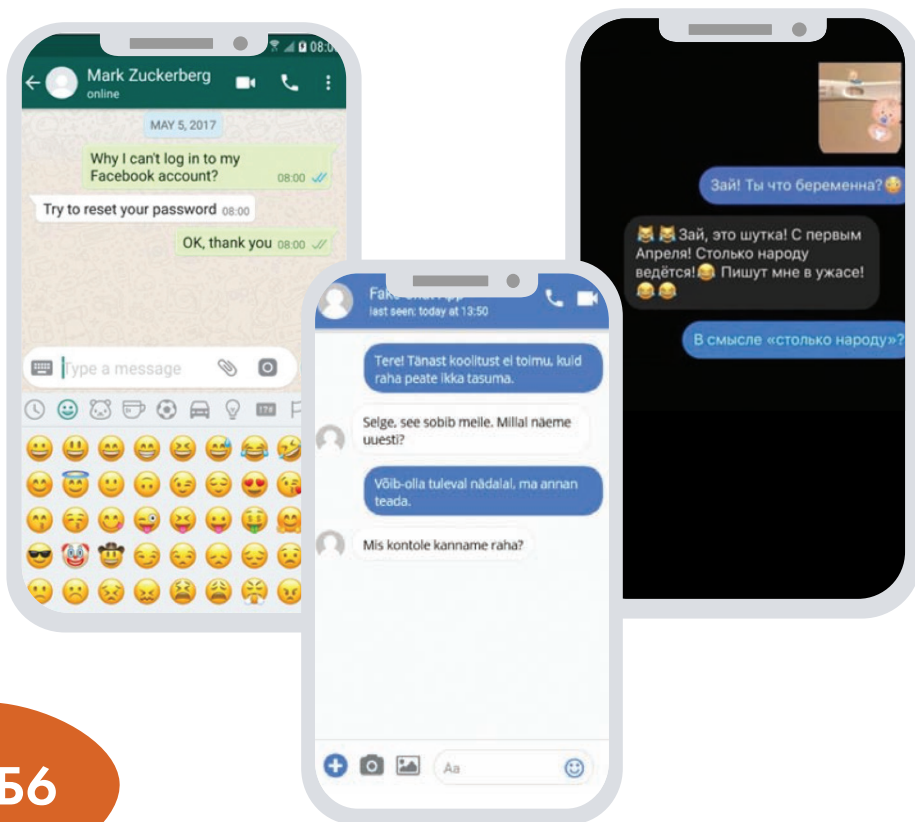 08:0
Mark Zuckerberg
online
MAY 5, 2017
Why I can't log in to my
Facebook account?
08:00
Try to reset your password 08:00
OK, thank you 08:00
Type a message
17#
last seen: today at 13:50
Tere! Tänast koolitust ei toimu, kuid
raha peate ikka tasuma.
Selge, see sobib meile. Millal näeme
uuesti?
Võib-olla tuleval nädalal, ma annan
teada.
Mis kontole kanname raha?
Aa
Зай! Ты что беременна?
Зай, это шутка! С первым
Апреля! Столько народу
ведётся! Пишут мне в ужасе!
В смысле «столько народу»?
Б6